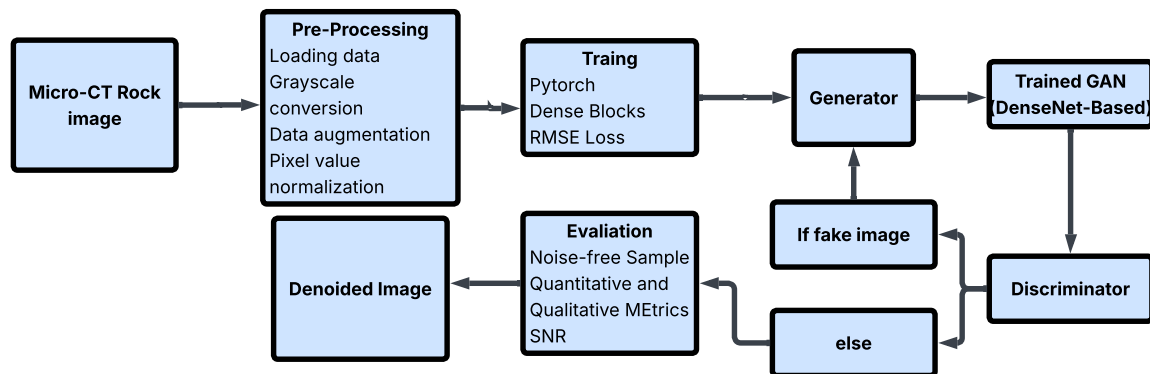 Micro-CT Rock
image
Pre-Processing
Loading data
Grayscale
conversion
Data augmentation
Pixel value
normalization
Traing
Pytorch
Dense Blocks
RMSE Loss
Generator
Trained GAN
(DenseNet-Based)
Discriminator
If fake image
else
Evaliation
Noise-free Sample
Quantitative and
Qualitative MEtrics
SNR
Denoided Image